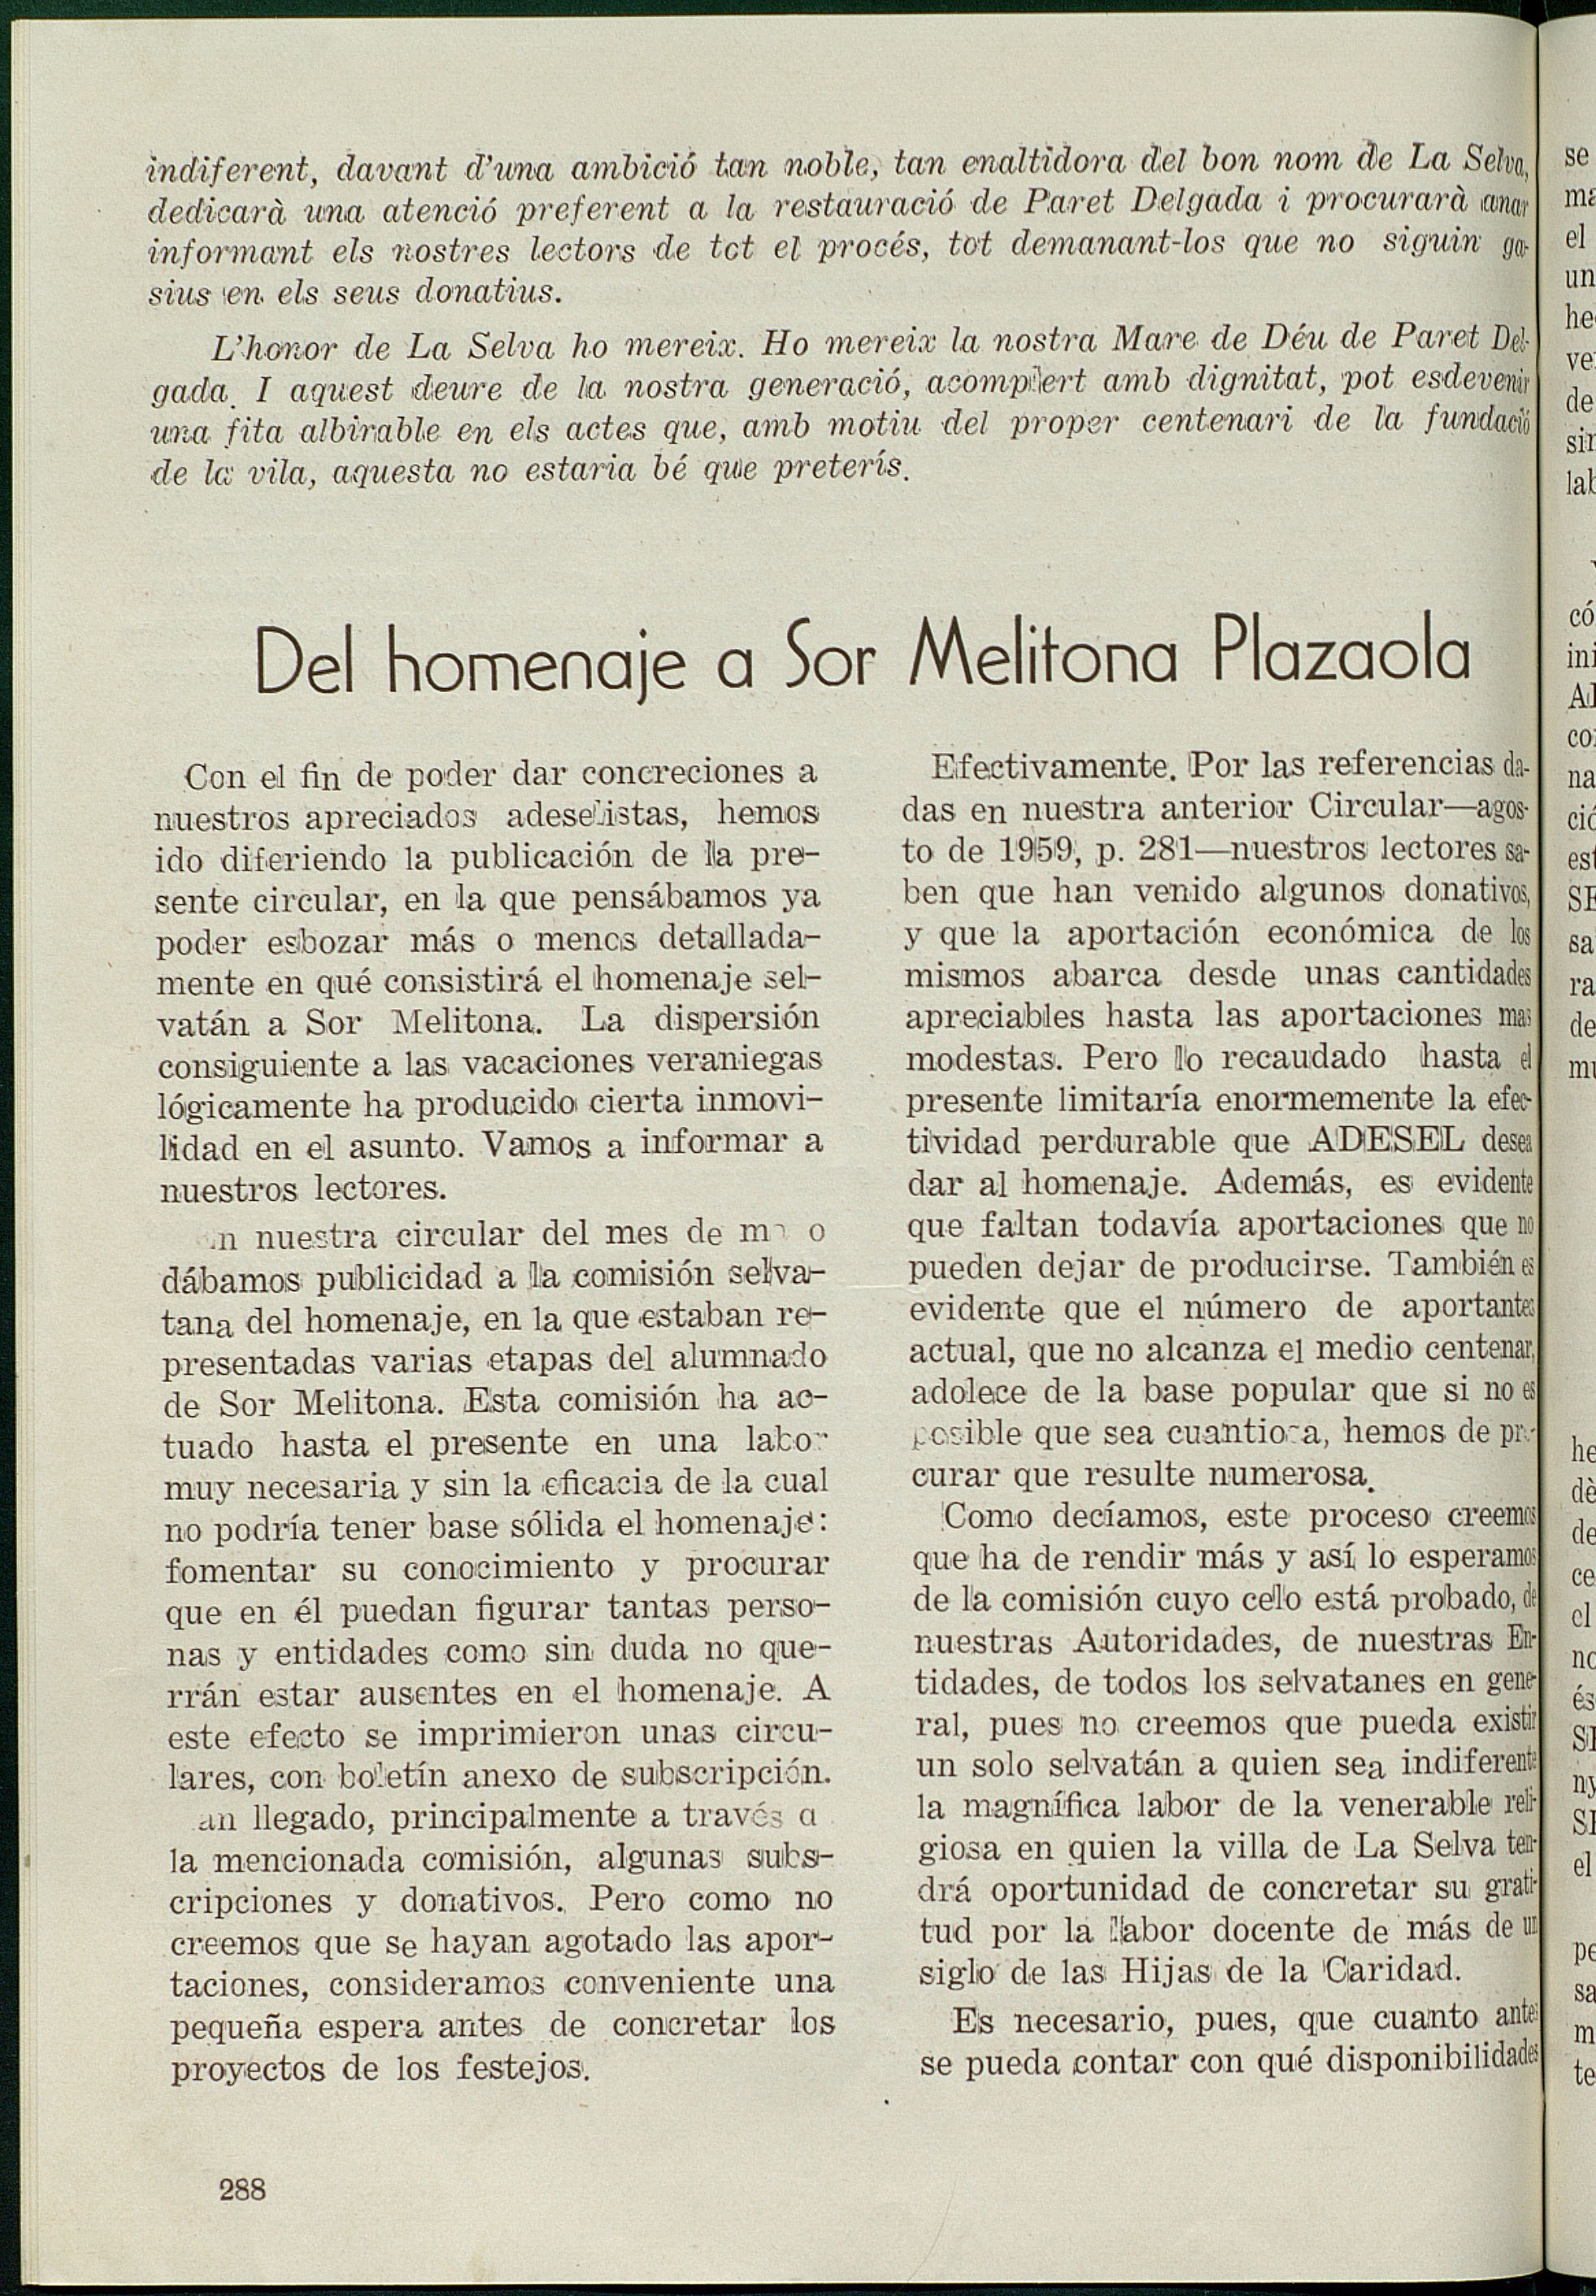 indiferent, davant d'una ambició tan noble, tan enaltidora del bon nom de La Selva,
dedicarà una atenció preferent a la restauració de Paret Delgada i procurarà anar
informant els nostres lectors de tot el procés, tot demanant-los que no siguin ga-
sius en els seus donatius.
L'honor de La Selva ho mereix. Ho mereix la nostra Mare de Déu de Paret Del-
gada. I aquest deure de la nostra generació, acomplert amb dignitat, pot esdevenir
una fita albirable en els actes que, amb motiu del proper centenari de la fundació
de la vila, aquesta no estaria bé que preterís.
Del homenaje a Sor Melitona Plazaola
Con el fin de poder dar concreciones a
nuestros apreciados adeselistas, hemos
ido diferiendo la publicación de la pre-
sente circular, en la que pensábamos ya
poder esbozar más o menos detallada-
mente en qué consistirá el homenaje sel-
vatán a Sor Melitona. La dispersión
consiguiente a las vacaciones veraniegas
lógicamente ha producido cierta inmovi-
lidad en el asunto. Vamos a informar a
nuestros lectores.
nuestra circular del mes de
dábamos publicidad a la comisión selva-
tana del homenaje, en la que estaban re-
presentadas varias etapas del alumnado
de Sor Melitona. Esta comisión ha ac-
tuado hasta el presente en una labor
muy necesaria y sin la eficacia de la cual
no podría tener base sólida el homenaje:
fomentar su conocimiento y procurar
que en él puedan figurar tantas perso-
nas y entidades como sin duda no que-
rrán estar ausentes en el homenaje. A
este efecto se imprimieron unas circu-
lares, con boletín anexo de subscripción.
an llegado, principalmente a través a
la mencionada comisión, algunas subs-
cripciones y donativos. Pero como no
creemos que se hayan agotado las apor-
taciones, consideramos conveniente una
pequeña espera antes de concretar los
proyectos de los festejos.
Efectivamente. Por las referencias da-
das en nuestra anterior Circular—agos-
to de 1959, p. 281—nuestros lectores sa-
ben que han venido algunos donativos,
y que la aportación económica de los
mismos abarca desde unas cantidades
apreciables hasta las aportaciones mas
modestas. Pero lo recaudado hasta el
presente limitaría enormemente la efec-
tividad perdurable que ADESEL desea
dar al homenaje. Además, es evidente
que faltan todavía aportaciones que no
pueden dejar de producirse. También es
evidente que el número de aportantes
actual, que no alcanza el medio centenar,
adolece de la base popular que si no es
posible que sea cuantiosa, hemos de pro-
curar que resulte numerosa.
Como decíamos, este proceso creemos
que ha de rendir más y así lo esperamos
de la comisión cuyo celo está probado, de
nuestras Autoridades, de nuestras En-
tidades, de todos los selvatanes en gene-
ral, pues no creemos que pueda existir
un solo selvatán a quien sea indiferente
la magnífica labor de la venerable reli-
giosa en quien la villa de La Selva ten-
drá oportunidad de concretar su grati-
tud por la labor docente de más de un
siglo de las Hijas de la Caridad.
Es necesario, pues, que cuanto antes
se pueda contar con qué disponibilidades
288